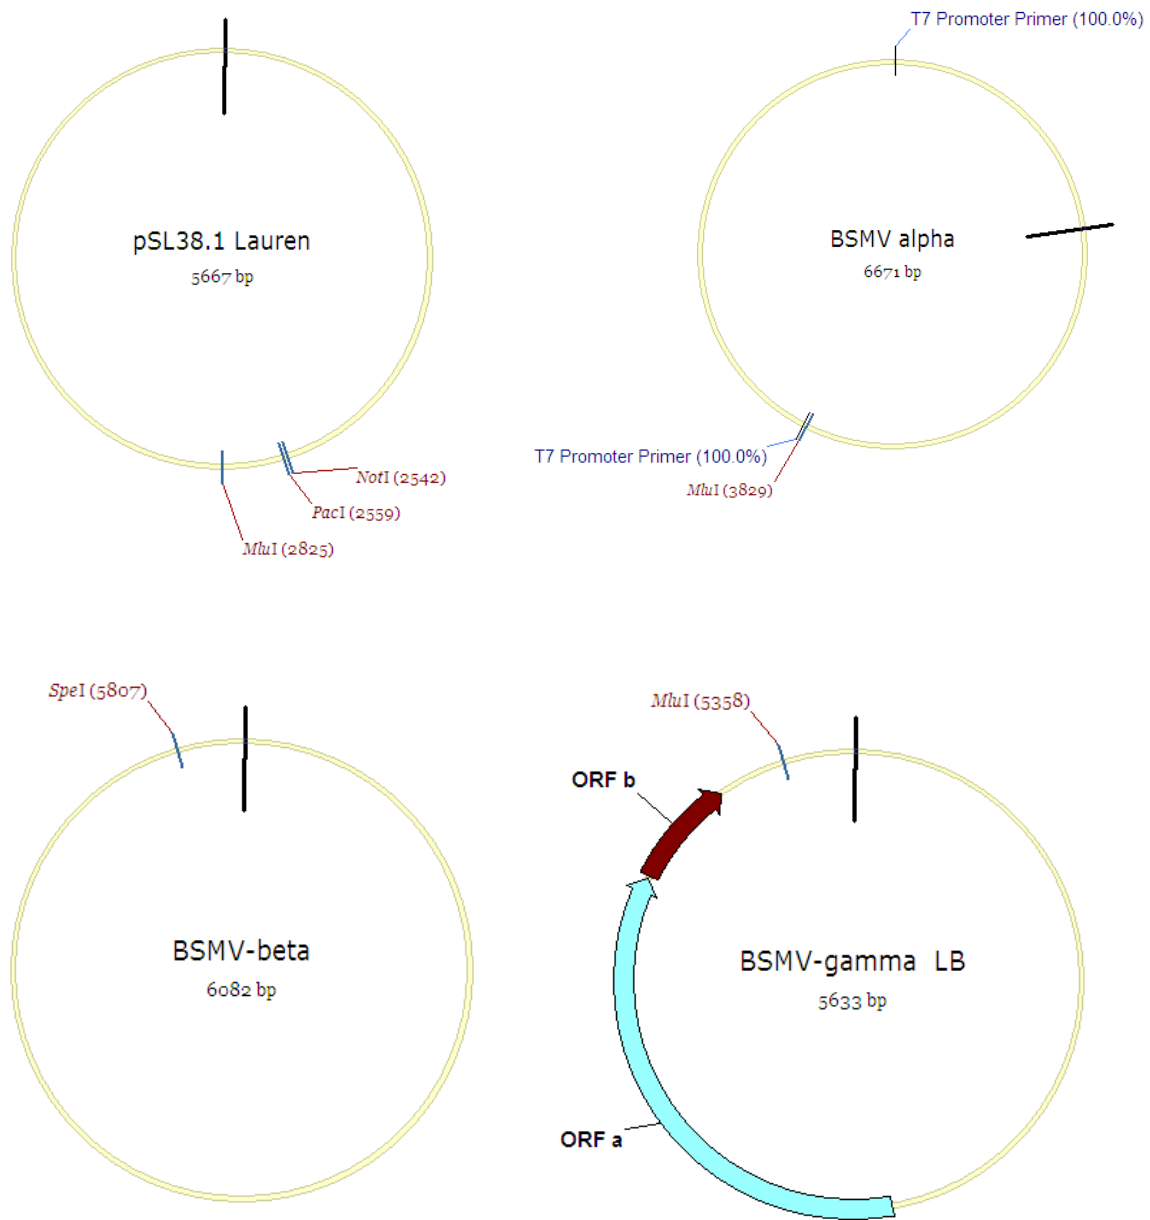 T7 Promoter Primer (100.0%)
pSL38.1 Lauren
5667 bp
NotI (2542)
PacI (2559)
MluI (2825)
BSMV alpha
6671 bp
T7 Promoter Primer (100.0%)
MluI (3829)
SpeI (5807)
BSMV-beta
6082 bp
MluI (5358)
ORF b
BSMV-gamma LB
5633 bp
ORF a